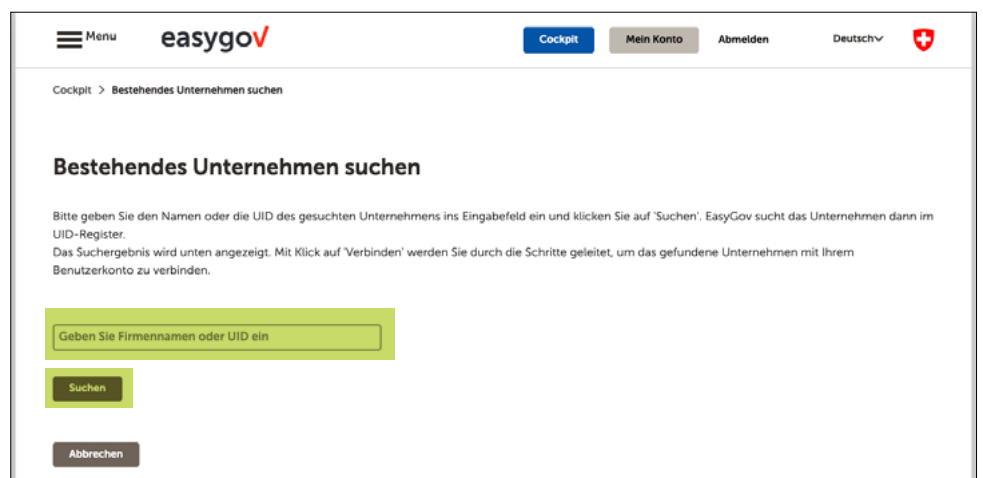 Menu
easygov
Cockpit
Mein Konto
Abmelden
Deutsch
Cockpit > Bestehendes Unternehmen suchen
Bestehendes Unternehmen suchen
Bitte geben Sie den Namen oder die UID des gesuchten Unternehmens ins Eingabefeld ein und klicken Sie auf 'Suchen'. EasyGov sucht das Unternehmen dann im
UID-Register.
Das Suchergebnis wird unten angezeigt. Mit Klick auf 'Verbinden' werden Sie durch die Schritte geleitet, um das gefundene Unternehmen mit Ihrem
Benutzerkonto zu verbinden.
Geben Sie Firmennamen oder UID ein
Suchen
Abbrechen